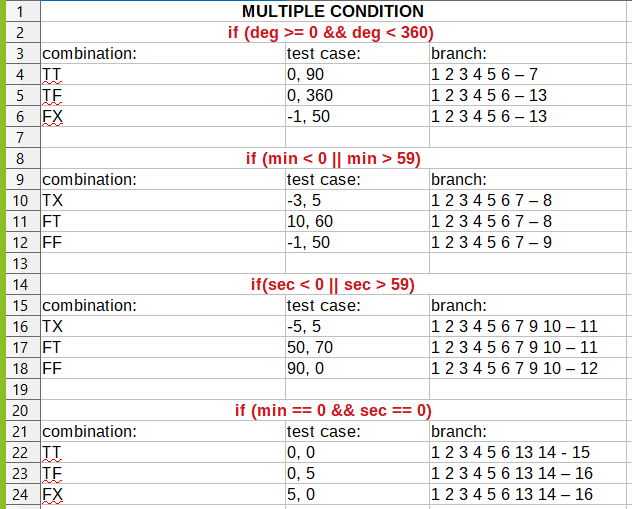 1 MULTIPLE CONDITION
2 if (deg >= 0 && deg < 360)
3 combination: test case: branch:
4 TT 0, 90 1 2 3 4 5 6 – 7
5 TF 0, 360 1 2 3 4 5 6 – 13
6 FX -1, 50 1 2 3 4 5 6 – 13
7
8 if (min < 0 || min > 59)
9 combination: test case: branch:
10 TX -3, 5 1 2 3 4 5 6 7 – 8
11 FT 10, 60 1 2 3 4 5 6 7 – 8
12 FF -1, 50 1 2 3 4 5 6 7 – 9
13
14 if(sec < 0 || sec > 59)
15 combination: test case: branch:
16 TX -5, 5 1 2 3 4 5 6 7 9 10 – 11
17 FT 50, 70 1 2 3 4 5 6 7 9 10 – 11
18 FF 90, 0 1 2 3 4 5 6 7 9 10 – 12
19
20 if (min == 0 && sec == 0)
21 combination: test case: branch:
22 TT 0, 0 1 2 3 4 5 6 13 14 - 15
23 TF 0, 5 1 2 3 4 5 6 13 14 – 16
24 FX 5, 0 1 2 3 4 5 6 13 14 – 16